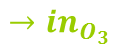 → in_{O_3}